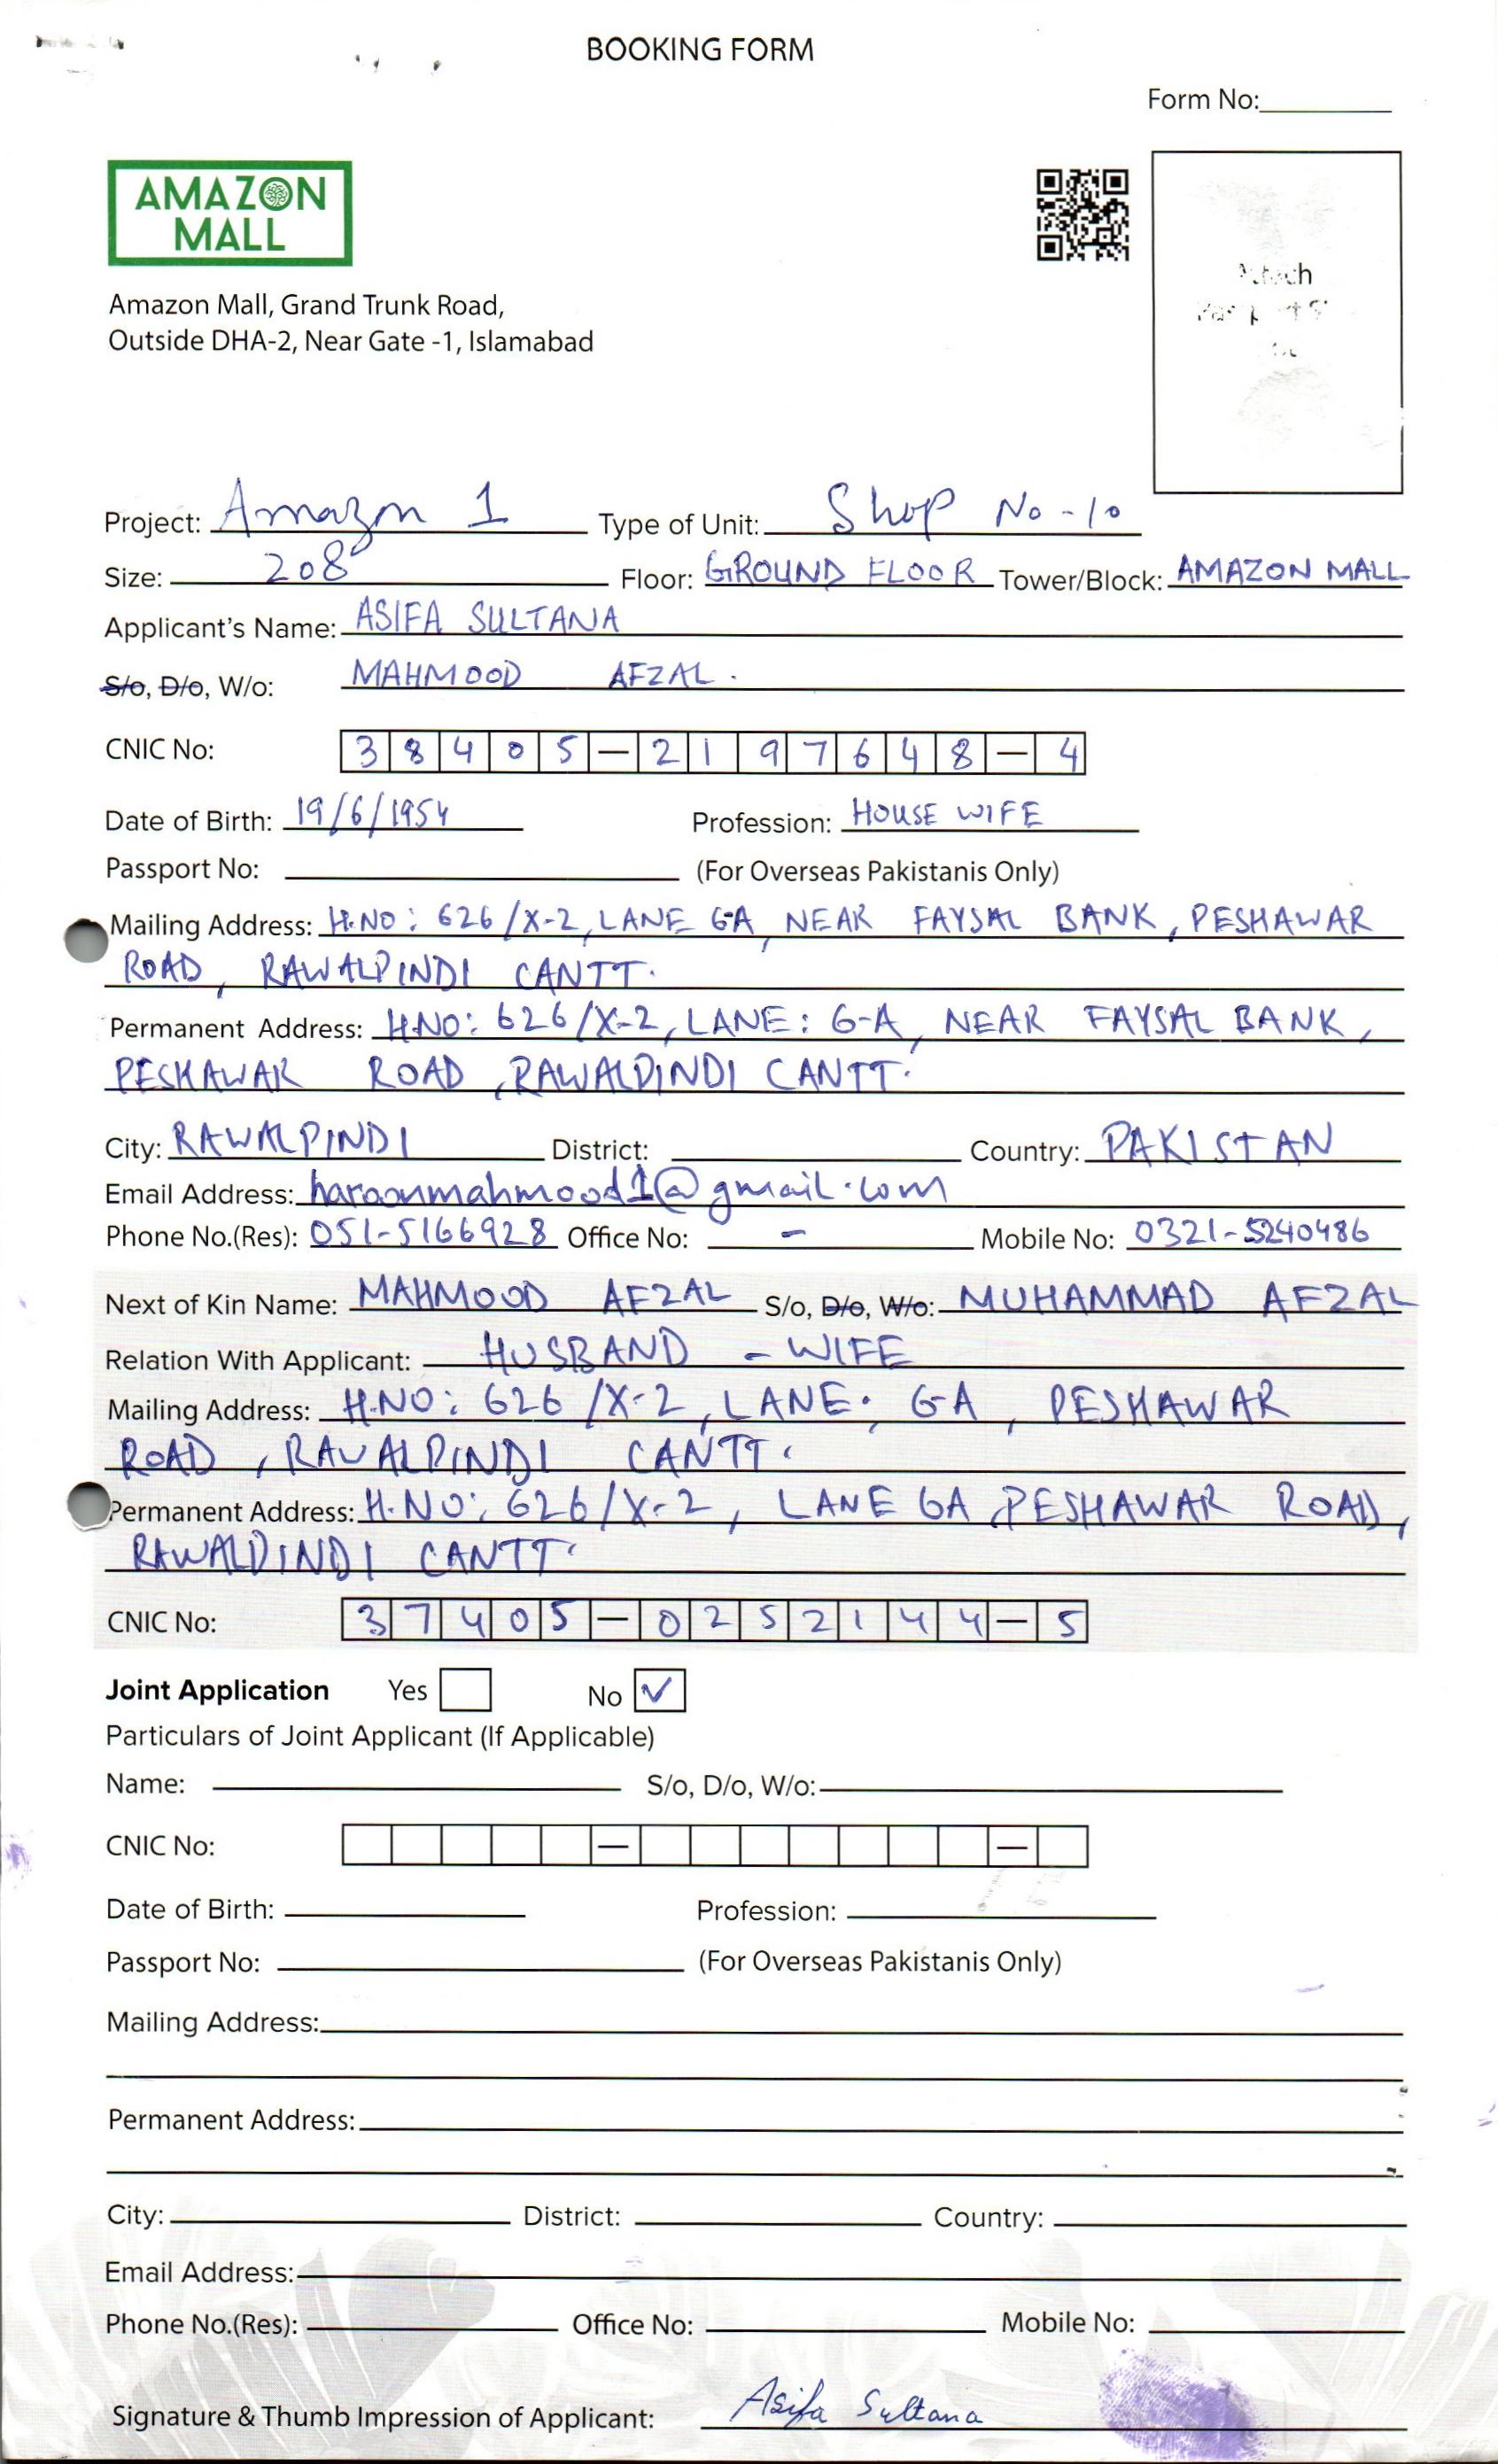 BOOKING FORM
Form No:
AMAZON
MALL
Amazon Mall, Grand Trunk Road,
Outside DHA-2, Near Gate -1, Islamabad
Attach
Project: Amazon 1 Type of Unit: Shop No-10
Size: 208 Floor: GROUND FLOOR Tower/Block: AMAZON MALL
Applicant's Name: ASIFA SULTANA
S/o, D/o, W/o: MAHMOOD AFZAL.
CNIC No: 38405-2197648-4
Date of Birth: 19/6/1954 Profession: HOUSE WIFE
Passport No: (For Overseas Pakistanis Only)
Mailing Address: H.NO: 626/X-2, LANE 6-A, NEAR FAYSAL BANK, PESHAWAR
ROAD, RAWALPINDI CANTT.
Permanent Address: H.NO: 626/X-2, LANE: 6-A, NEAR FAYSAL BANK,
PESHAWAR ROAD, RAWALPINDI CANTT.
City: RAWALPINDI District: Country: PAKISTAN
Email Address: haroonmahmood1@gmail.com
Phone No.(Res): 051-5166928 Office No: - Mobile No: 0321-5240486
Next of Kin Name: MAHMOOD AFZAL S/o, D/o, W/o: MUHAMMAD AFZAL
Relation With Applicant: HUSBAND - WIFE
Mailing Address: H.NO: 626/X-2, LANE: 6-A, PESHAWAR
ROAD, RAWALPINDI CANTT.
Permanent Address: H.NO: 626/X-2, LANE 6A, PESHAWAR ROAD,
RAWALPINDI CANTT.
CNIC No: 37405-0252144-5
Joint Application Yes No ✓
Particulars of Joint Applicant (If Applicable)
Name: S/o, D/o, W/o:
CNIC No: — —
Date of Birth: Profession:
Passport No: (For Overseas Pakistanis Only)
Mailing Address:
Permanent Address:
City: District: Country:
Email Address:
Phone No.(Res): Office No: Mobile No:
Signature & Thumb Impression of Applicant: Asifa Sultana